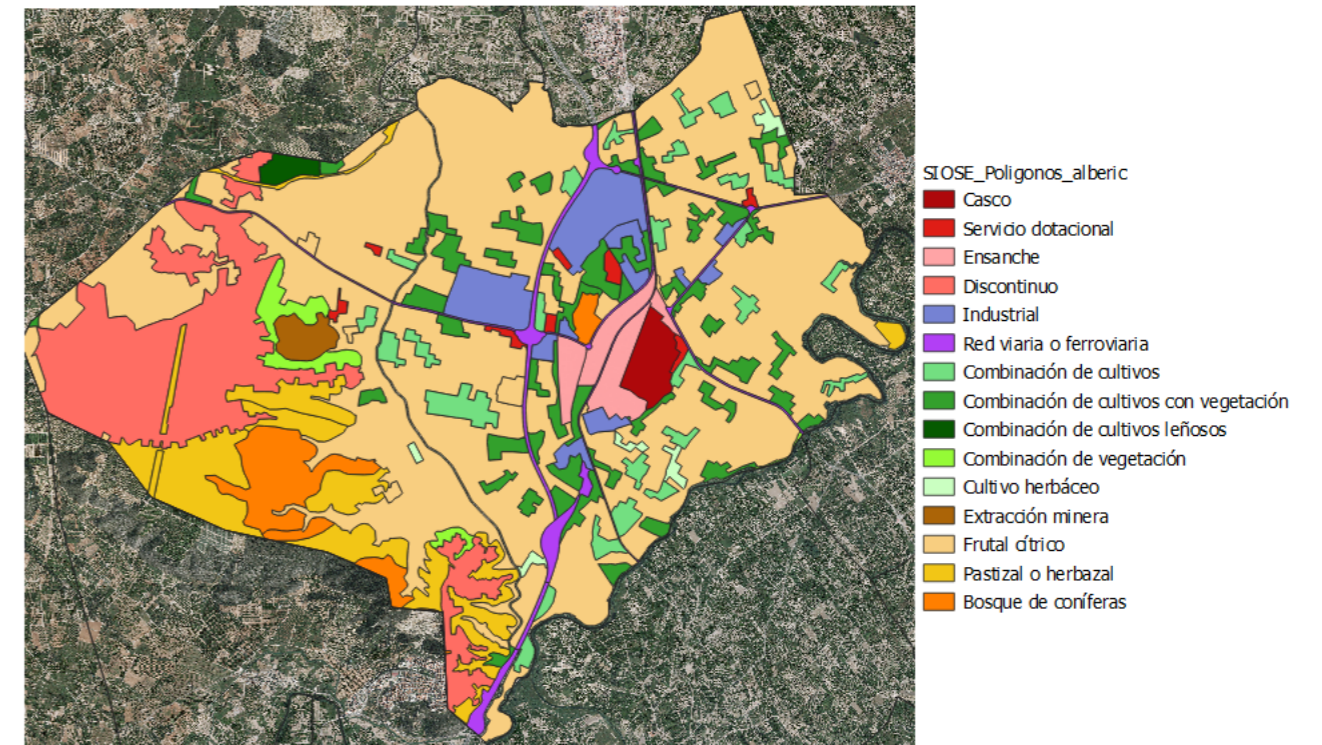 SIOSE_Poligonos_alberic
Casco
Servicio dotacional
Ensanche
Discontinuo
Industrial
Red viaria o ferroviaria
Combinación de cultivos
Combinación de cultivos con vegetación
Combinación de cultivos leñosos
Combinación de vegetación
Cultivo herbáceo
Extracción minera
Frutal cítrico
Pastizal o herbazal
Bosque de coníferas